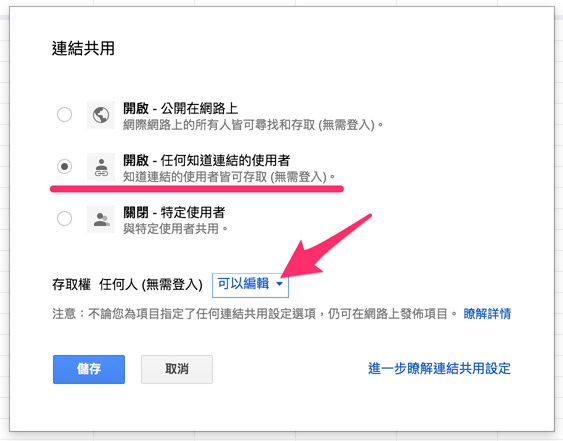 連結共用
開啟 - 公開在網路上
網際網路上的所有人皆可尋找和存取 (無需登入)。
開啟 - 任何知道連結的使用者
知道連結的使用者皆可存取 (無需登入)。
關閉 - 特定使用者
與特定使用者共用。
存取權 任何人 (無需登入) 可以編輯
注意：不論您為項目指定了任何連結共用設定選項，仍可在網路上發佈項目。 瞭解詳情
儲存 取消 進一步瞭解連結共用設定